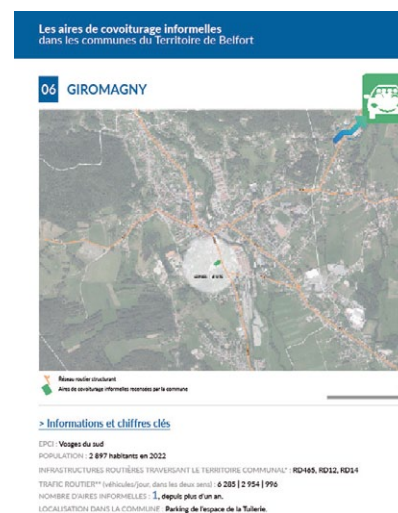 Les aires de covoiturage informelles
dans les communes du Territoire de Belfort
06 GIROMAGNY
Réseau routier structurant
Aires de covoiturage informelles recensées par la commune
> Informations et chiffres clés
EPCI : Vosges du sud
POPULATION : 2 897 habitants en 2022
INFRASTRUCTURES ROUTIÈRES TRAVERSANT LE TERRITOIRE COMMUNAL* : RD465, RD12, RD14
TRAFIC ROUTIER** (véhicules/jour, dans les deux sens) : 6 285 | 2 954 | 996
NOMBRE D'AIRES INFORMELLES : 1, depuis plus d'un an.
LOCALISATION DANS LA COMMUNE : Parking de l'espace de la Tuilerie.